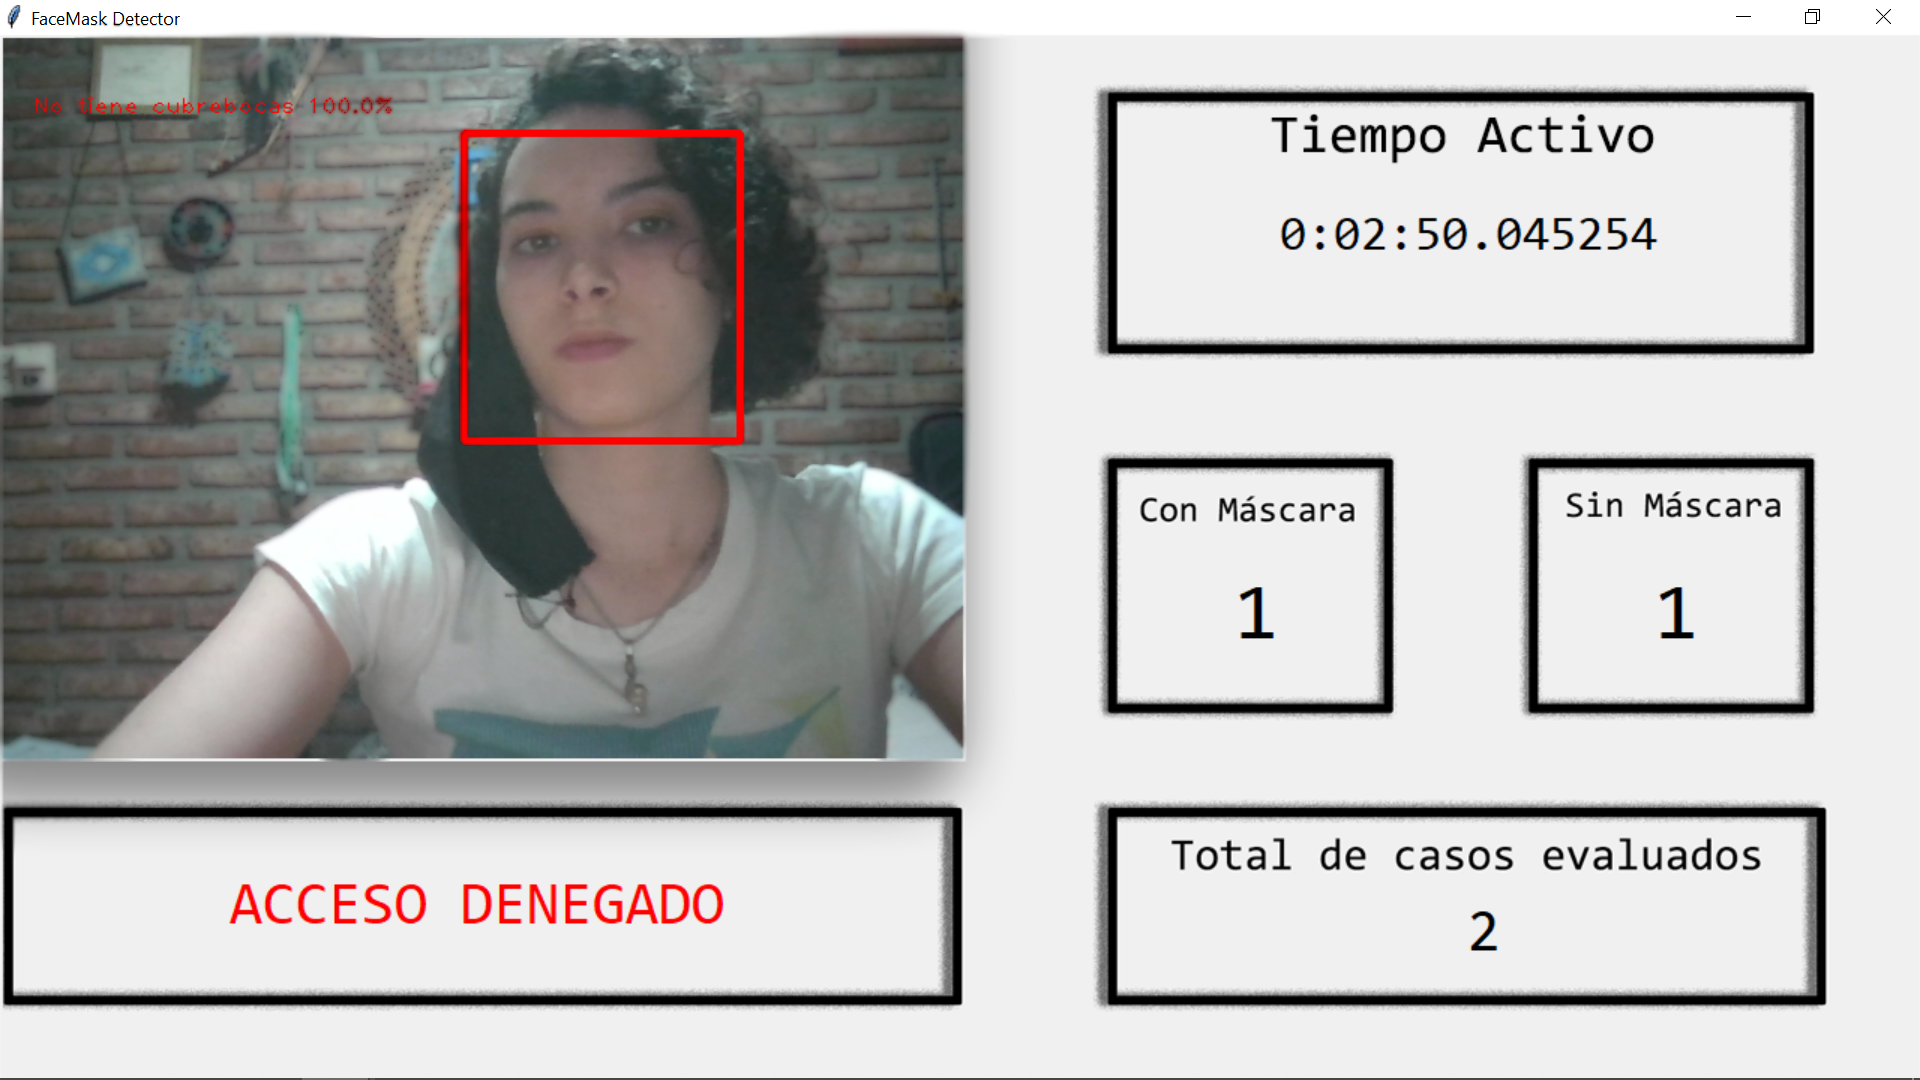 FaceMask Detector
No tiene cubrebocas 100.0%
Tiempo Activo
0:02:50.045254
Con Máscara
1
Sin Máscara
1
ACCESO DENEGADO
Total de casos evaluados
2